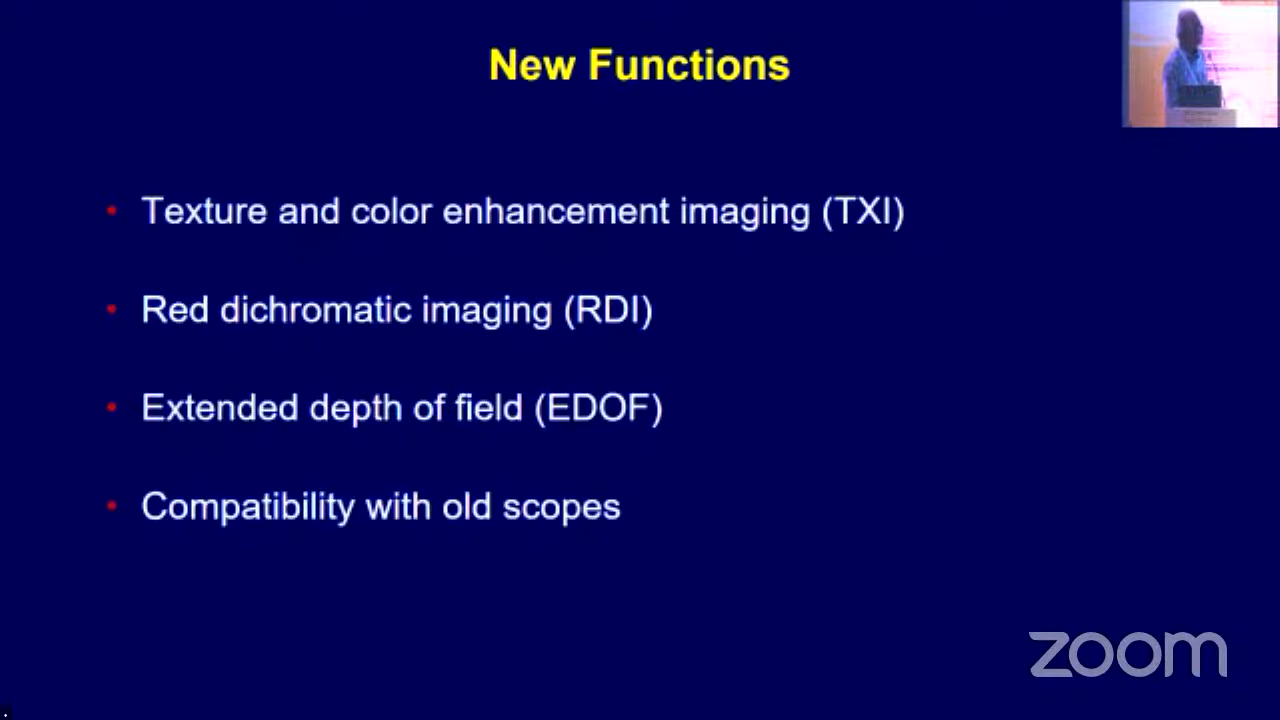 New Functions
• Texture and color enhancement imaging (TXI)
• Red dichromatic imaging (RDI)
• Extended depth of field (EDOF)
• Compatibility with old scopes
zoom